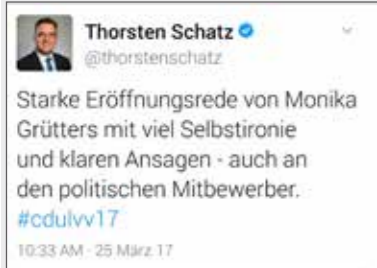 Thorsten Schatz
@thorstenschatz
Starke Eröffnungsrede von Monika
Grütters mit viel Selbstironie
und klaren Ansagen - auch an
den politischen Mitbewerber.
#cdulvv17
10:33 AM - 25 März 17